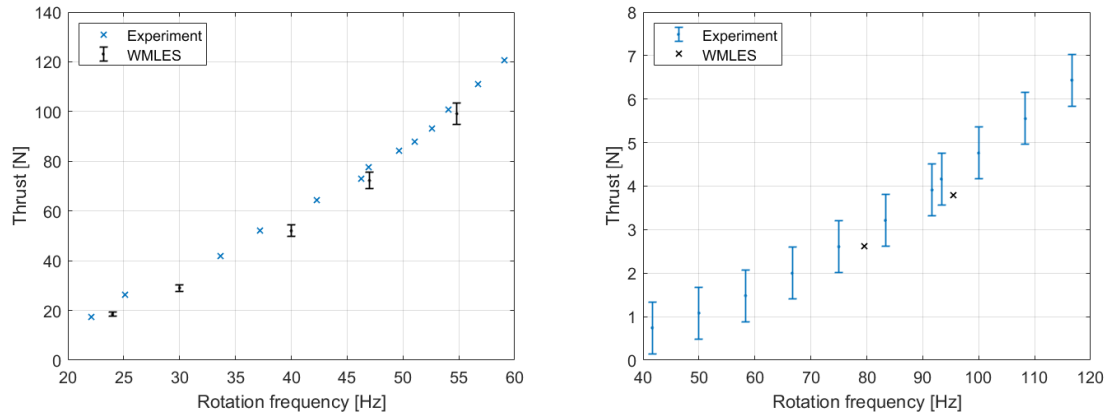 140
120
100
80
60
40
20
0
Thrust [N]
Experiment
WMLES
20 25 30 35 40 45 50 55 60
Rotation frequency [Hz]
8
7
6
5
4
3
2
1
0
Thrust [N]
Experiment
WMLES
40 50 60 70 80 90 100 110 120
Rotation frequency [Hz]